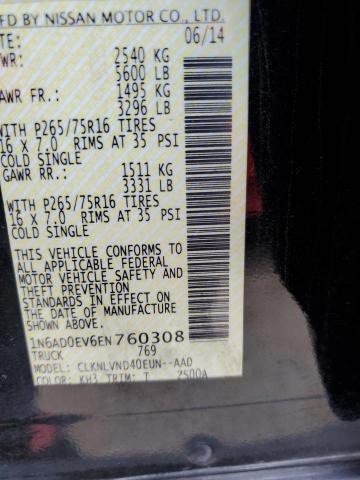 FD BY NISSAN MOTOR CO., LTD.
TE: 06/14
WR: 2540 KG
5600 LB
GAWR FR.: 1495 KG
3296 LB
WITH P265/75R16 TIRES
16 x 7.0 RIMS AT 35 PSI
COLD SINGLE
GAWR RR.: 1511 KG
3331 LB
WITH P265/75R16 TIRES
16 x 7.0 RIMS AT 35 PSI
COLD SINGLE
THIS VEHICLE CONFORMS TO
ALL APPLICABLE FEDERAL
MOTOR VEHICLE SAFETY AND
THEFT PREVENTION
STANDARDS IN EFFECT ON
THE DATE OF MANUFACTURE
SHOWN ABOVE
1N6AD0EV6EN760308
TRUCK 769
MODEL: CLKNLVND40EUN--AAD
COLOR: KH3 TRIM: T 2500A